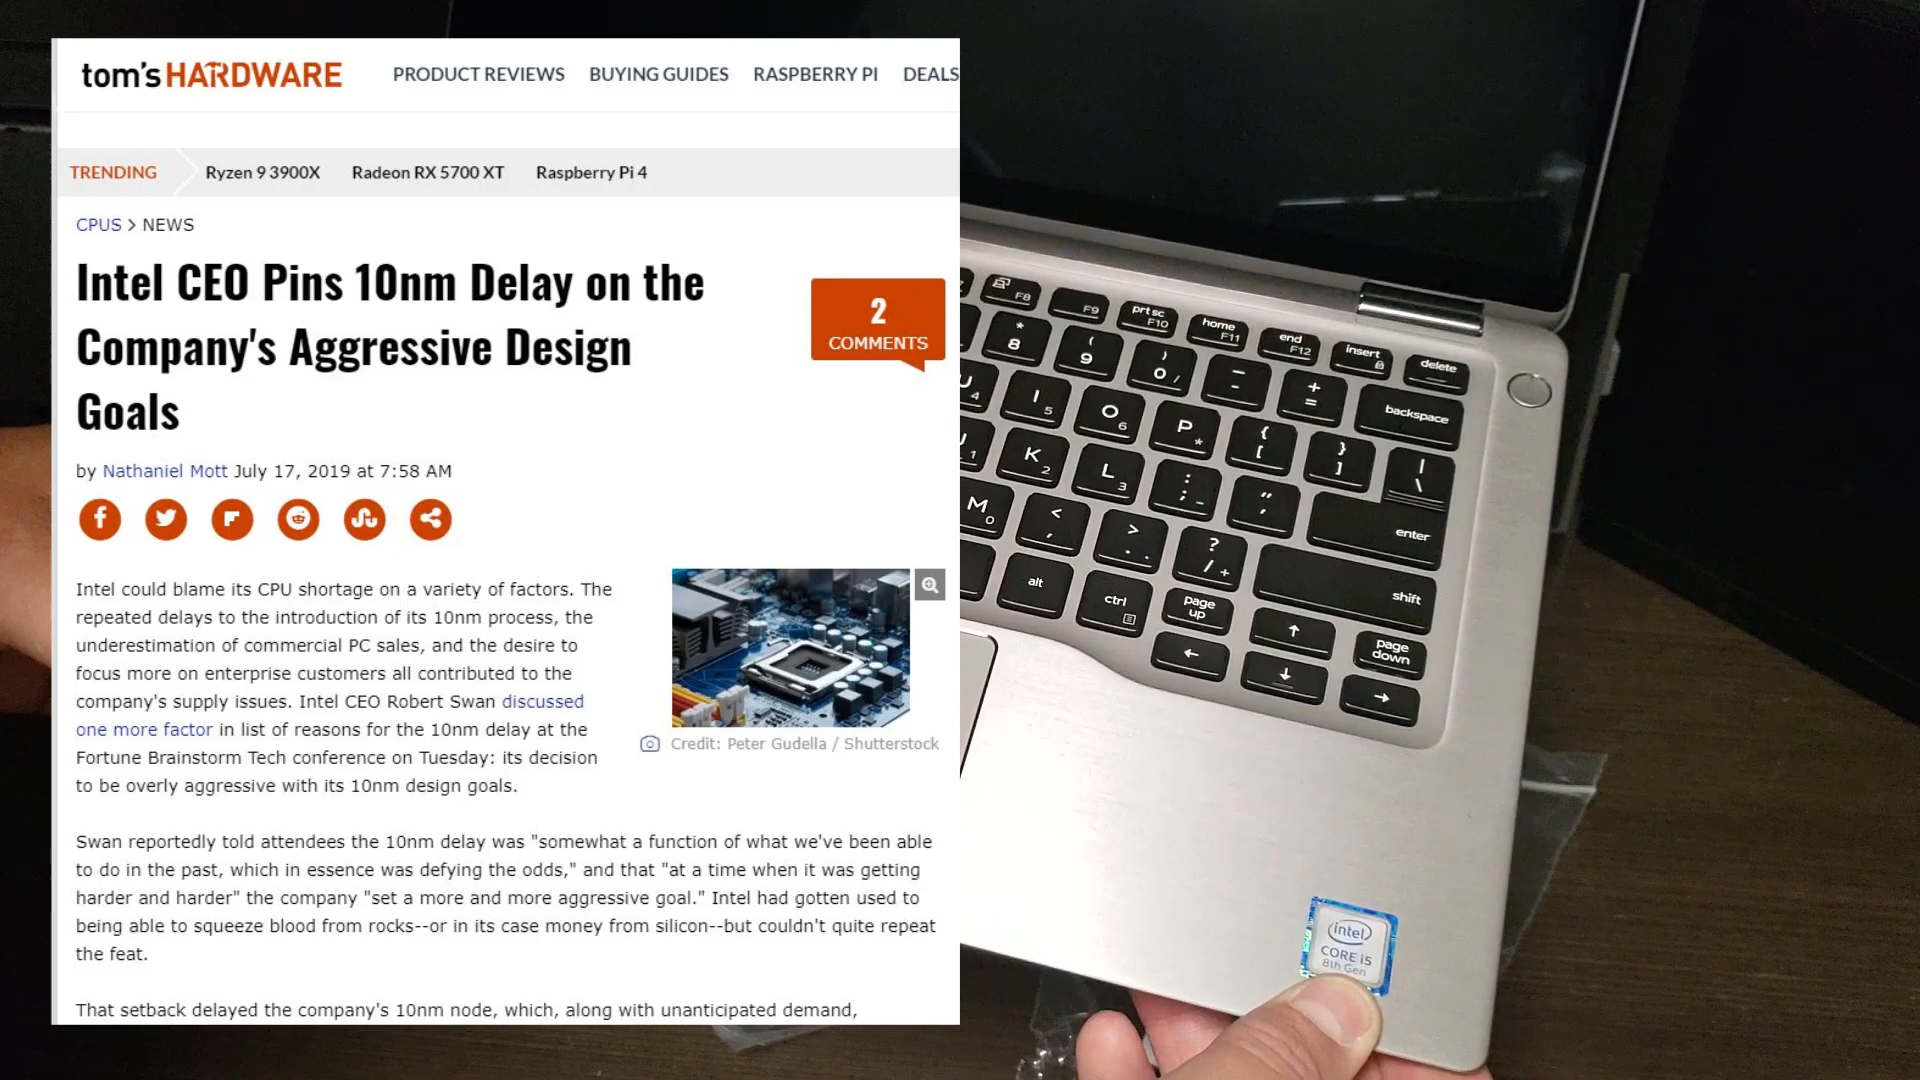 tom's HARDWARE
PRODUCT REVIEWS BUYING GUIDES RASPBERRY PI DEALS
TRENDING Ryzen 9 3900X Radeon RX 5700 XT Raspberry Pi 4
CPUS > NEWS
Intel CEO Pins 10nm Delay on the
Company's Aggressive Design
Goals
2
COMMENTS
by Nathaniel Mott July 17, 2019 at 7:58 AM
Intel could blame its CPU shortage on a variety of factors. The
repeated delays to the introduction of its 10nm process, the
underestimation of commercial PC sales, and the desire to
focus more on enterprise customers all contributed to the
company's supply issues. Intel CEO Robert Swan discussed
one more factor in list of reasons for the 10nm delay at the
Fortune Brainstorm Tech conference on Tuesday: its decision
to be overly aggressive with its 10nm design goals.
Credit: Peter Gudella / Shutterstock
Swan reportedly told attendees the 10nm delay was "somewhat a function of what we've been able
to do in the past, which in essence was defying the odds," and that "at a time when it was getting
harder and harder" the company "set a more and more aggressive goal." Intel had gotten used to
being able to squeeze blood from rocks--or in its case money from silicon--but couldn't quite repeat
the feat.
That setback delayed the company's 10nm node, which, along with unanticipated demand,
F8 F9 prt sc F10 home F11 end F12 insert delete
* 8 ( 9 ) 0 / - + = backspace
U 4 I 5 O 6 P * { [ } ] | \
J 1 K 2 L 3 : ; - " enter
M 0 < , > . . ? / + shift
alt ctrl page up ↑ page down
← ↓ →
intel
CORE i5
8th Gen